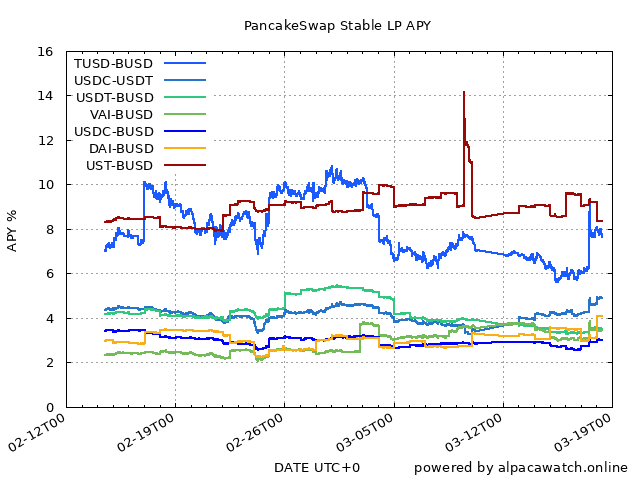 PancakeSwap Stable LP APY
16
14
12
10
8
6
4
2
0
APY %
TUSD-BUSD
USDC-USDT
USDT-BUSD
VAI-BUSD
USDC-BUSD
DAI-BUSD
UST-BUSD
02-12T00
02-19T00
02-26T00
03-05T00
03-12T00
03-19T00
DATE UTC+0
powered by alpacawatch.online